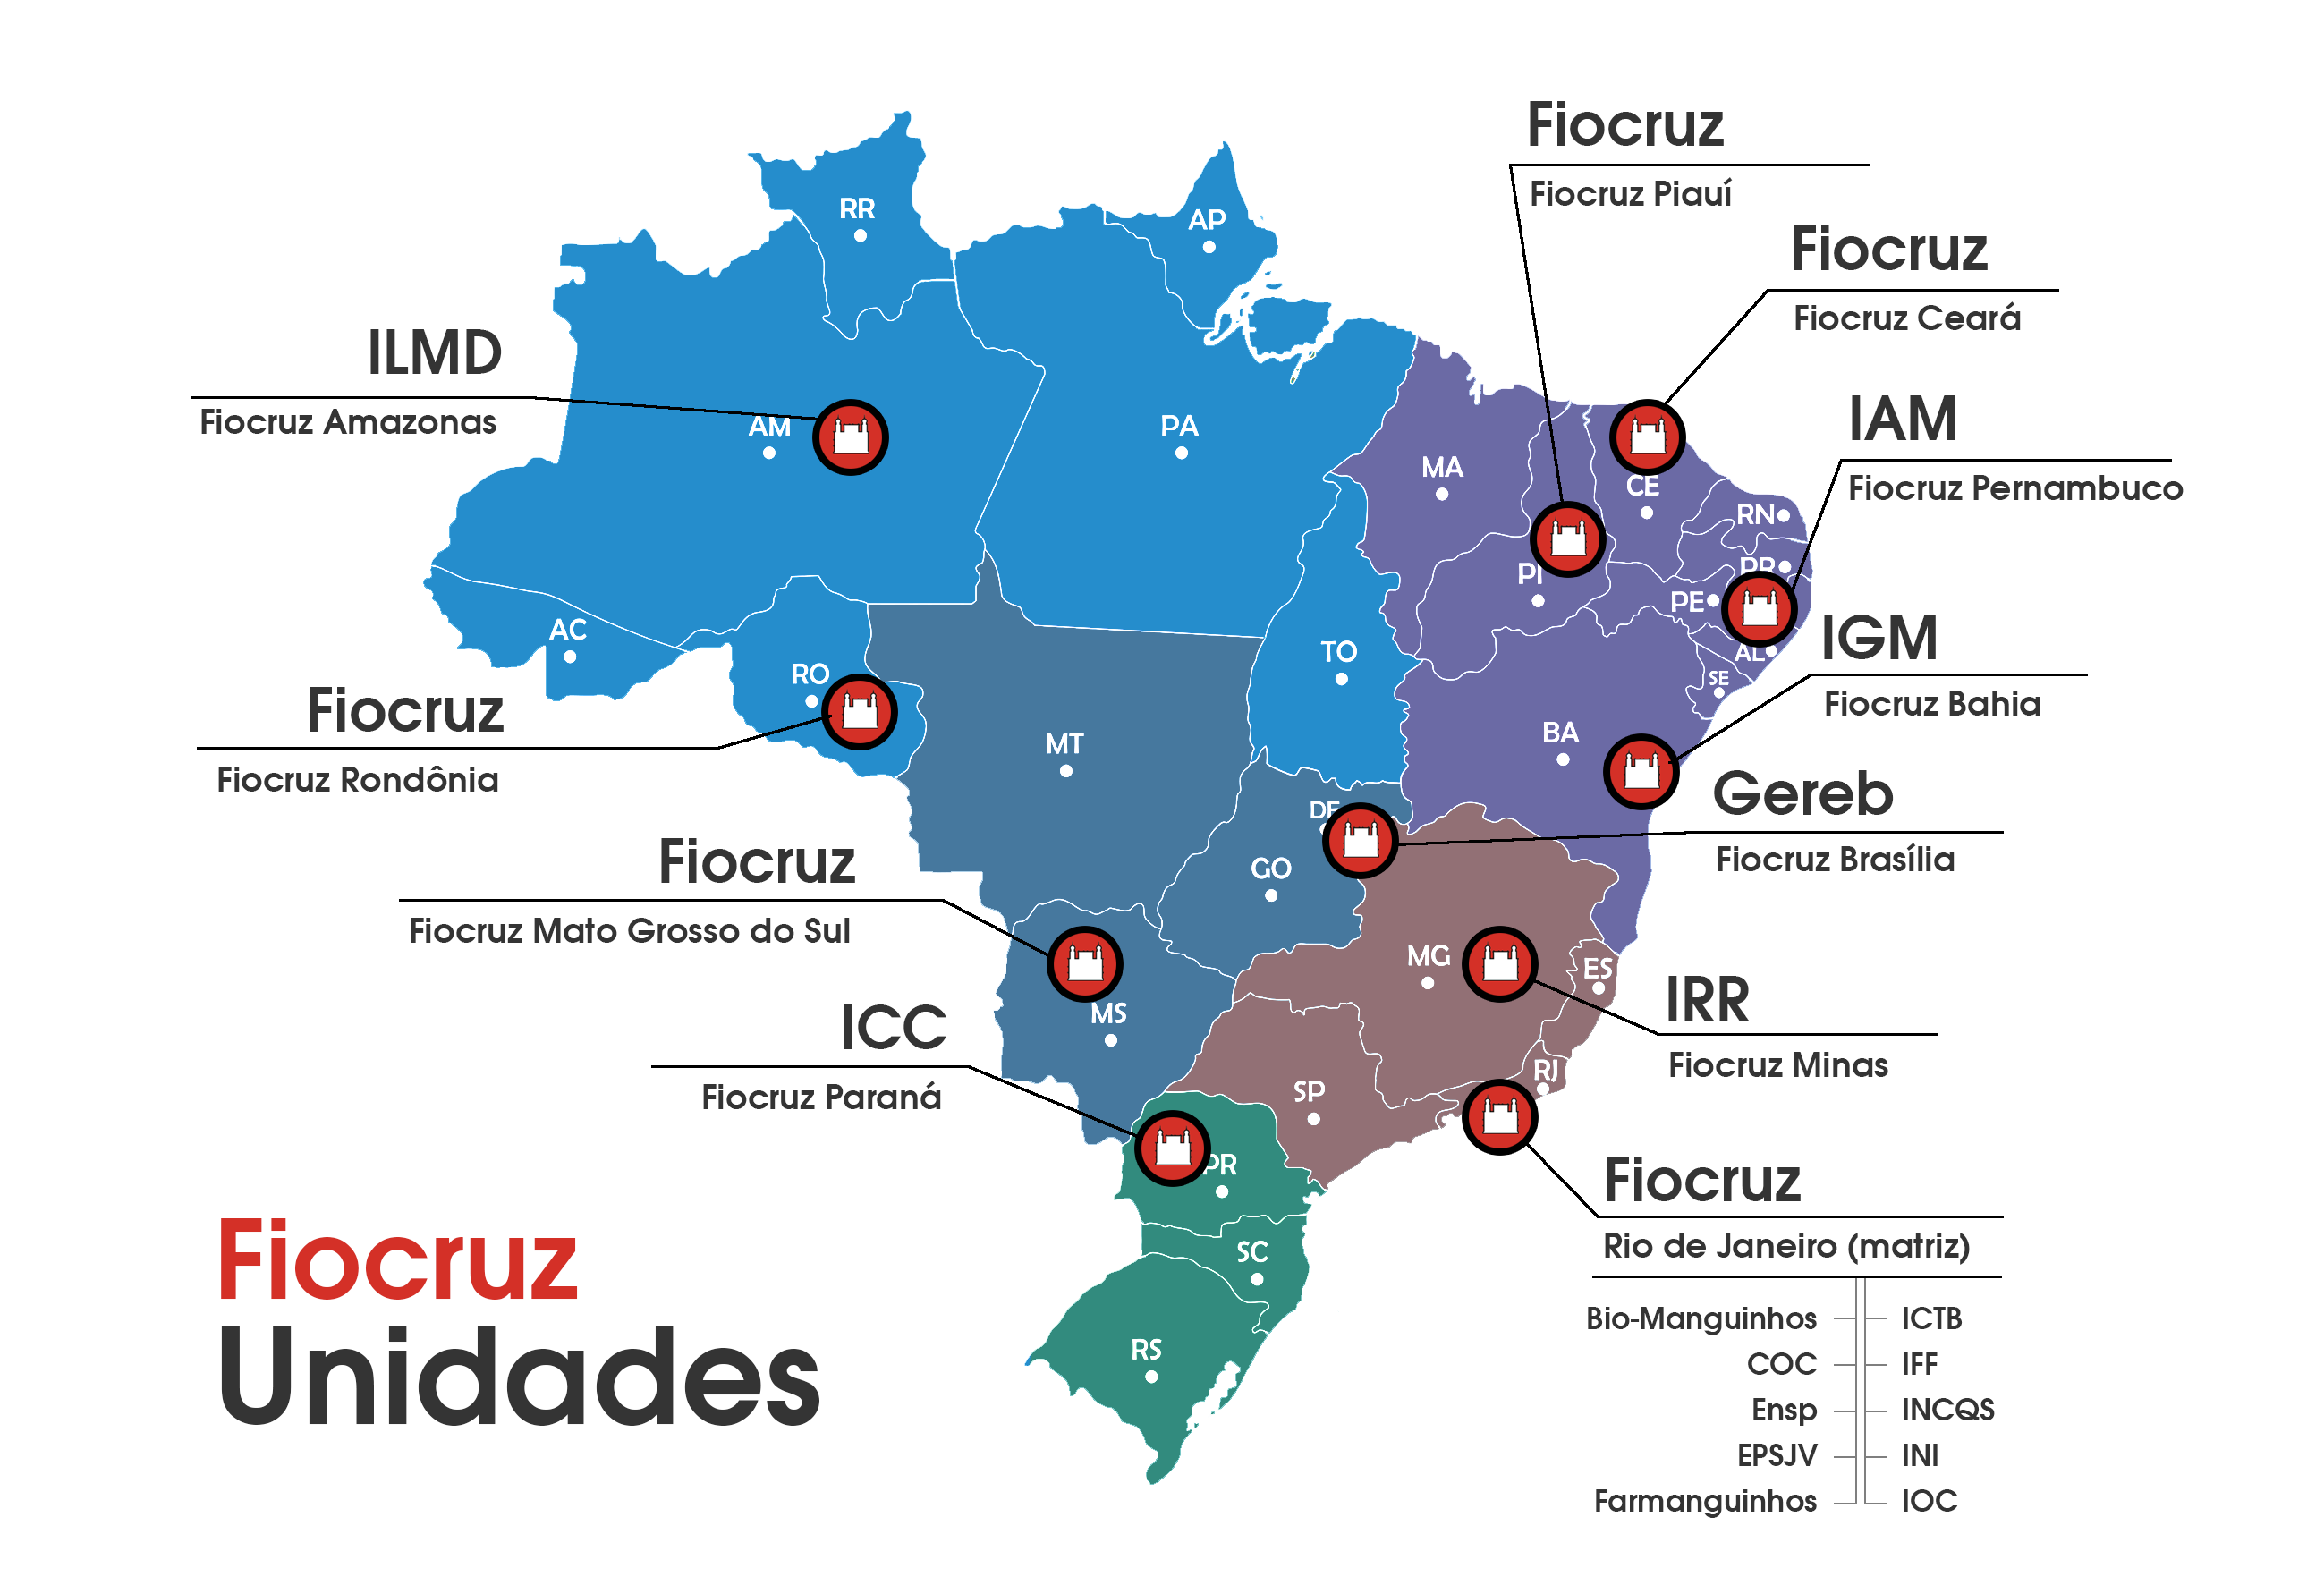 Fiocruz
Fiocruz Piauí
Fiocruz
Fiocruz Ceará
ILMD
Fiocruz Amazonas
IAM
Fiocruz Pernambuco
IGM
Fiocruz Bahia
Fiocruz
Fiocruz Rondônia
Gereb
Fiocruz Brasília
Fiocruz
Fiocruz Mato Grosso do Sul
IRR
Fiocruz Minas
ICC
Fiocruz Paraná
Fiocruz
Rio de Janeiro (matriz)
Bio-Manguinhos
COC
Ensp
EPSJV
Farmanguinhos
ICTB
IFF
INCQS
INI
IOC
RR
AP
AM
PA
MA
CE
RN
PI
PE
AL
SE
AC
RO
TO
BA
MT
DF
GO
MG
ES
MS
RJ
SP
PR
SC
RS
Fiocruz
Unidades